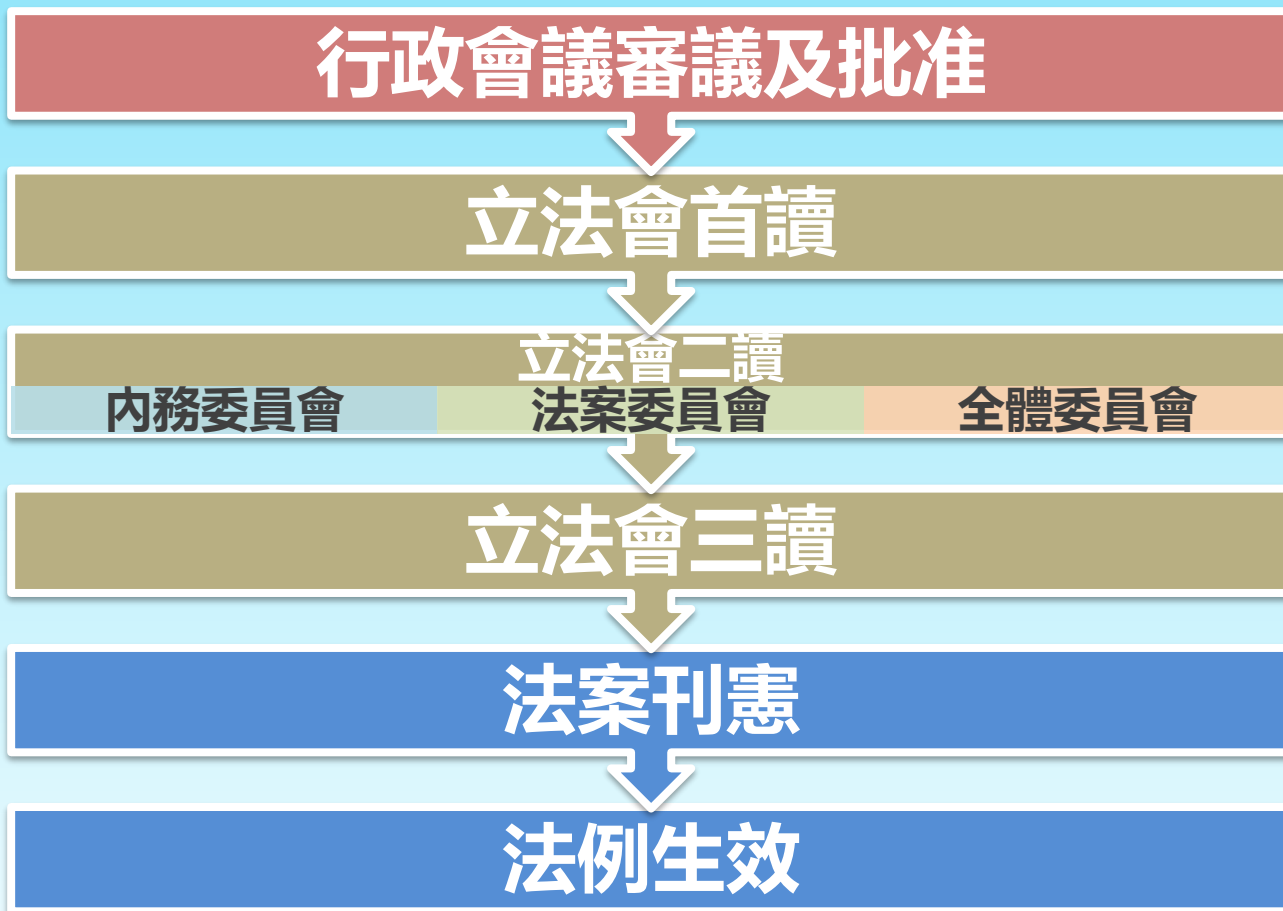 行政會議審議及批准
立法會首讀
立法會二讀
內務委員會 法案委員會 全體委員會
立法會三讀
法案刊憲
法例生效